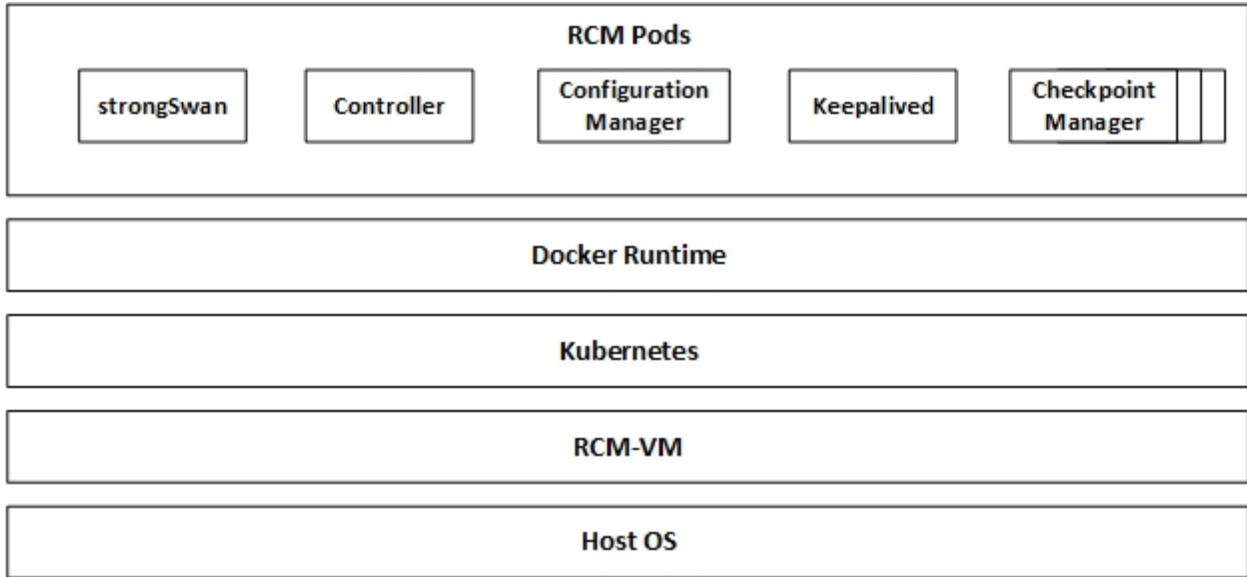 RCM Pods
strongSwan
Controller
Configuration
Manager
Keepalived
Checkpoint
Manager
Docker Runtime
Kubernetes
RCM-VM
Host OS